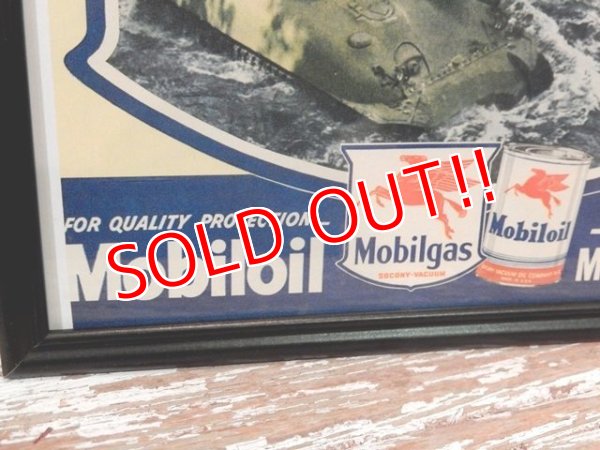 FOR QUALITY PROTECTION—
Mobiloil
SOLD OUT!!
Mobilgas
SOCONY-VACUUM
Mobiloil
M